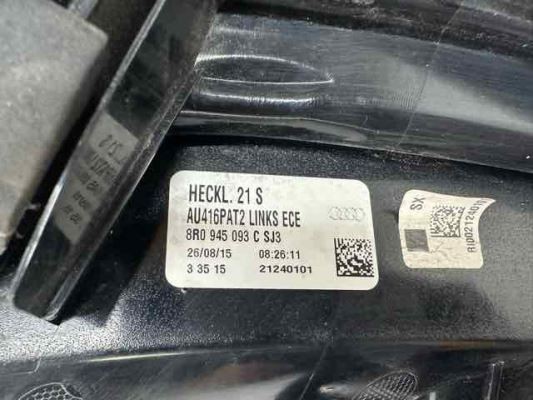 HECKL. 21 S
AU416PAT2 LINKS ECE
8R0 945 093 C SJ3
26/08/15 08:26:11
3 35 15 21240101
SX